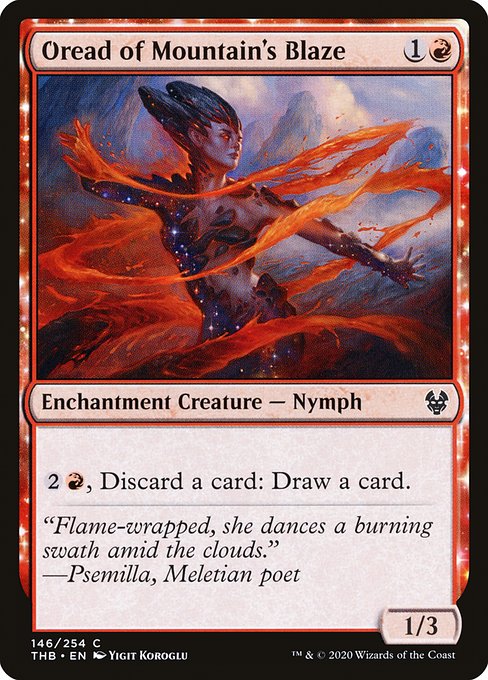 Oread of Mountain's Blaze 1
Enchantment Creature — Nymph
2, Discard a card: Draw a card.
“Flame-wrapped, she dances a burning
swath amid the clouds.”
—Psemilla, Meletian poet
1/3
146/254 C
THB • EN Yigit Koroglu
™ & © 2020 Wizards of the Coast